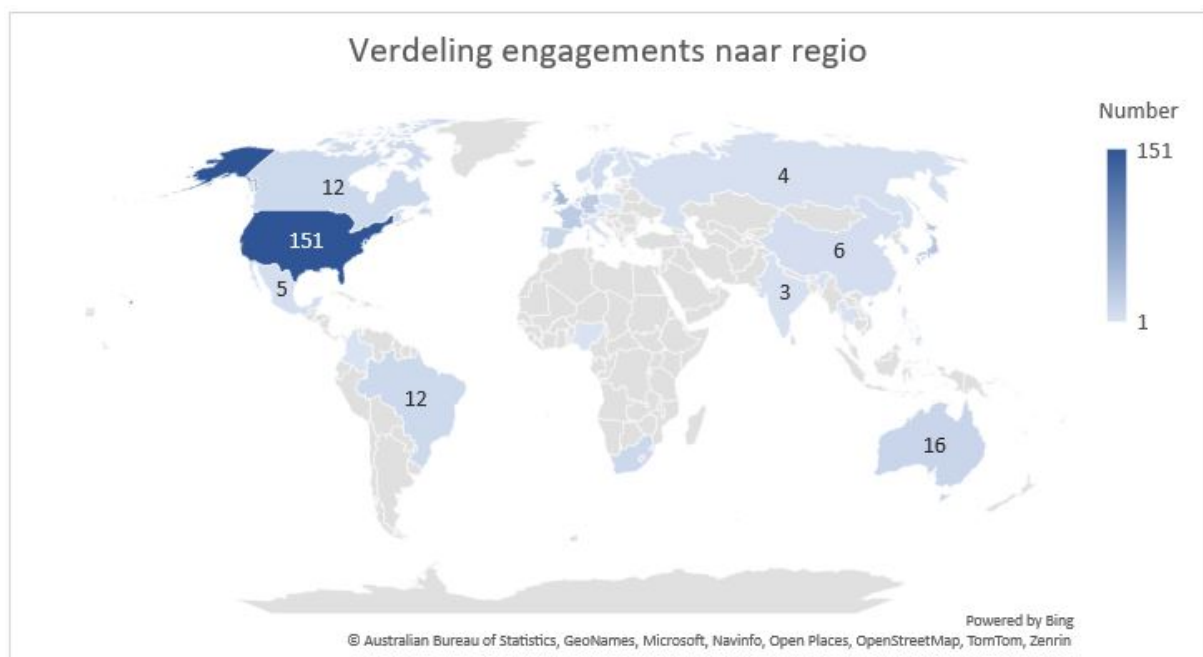 Verdeling engagements naar regio
Number
151
1
12
151
5
12
4
6
3
16
Powered by Bing
© Australian Bureau of Statistics, GeoNames, Microsoft, Navinfo, Open Places, OpenStreetMap, TomTom, Zenrin